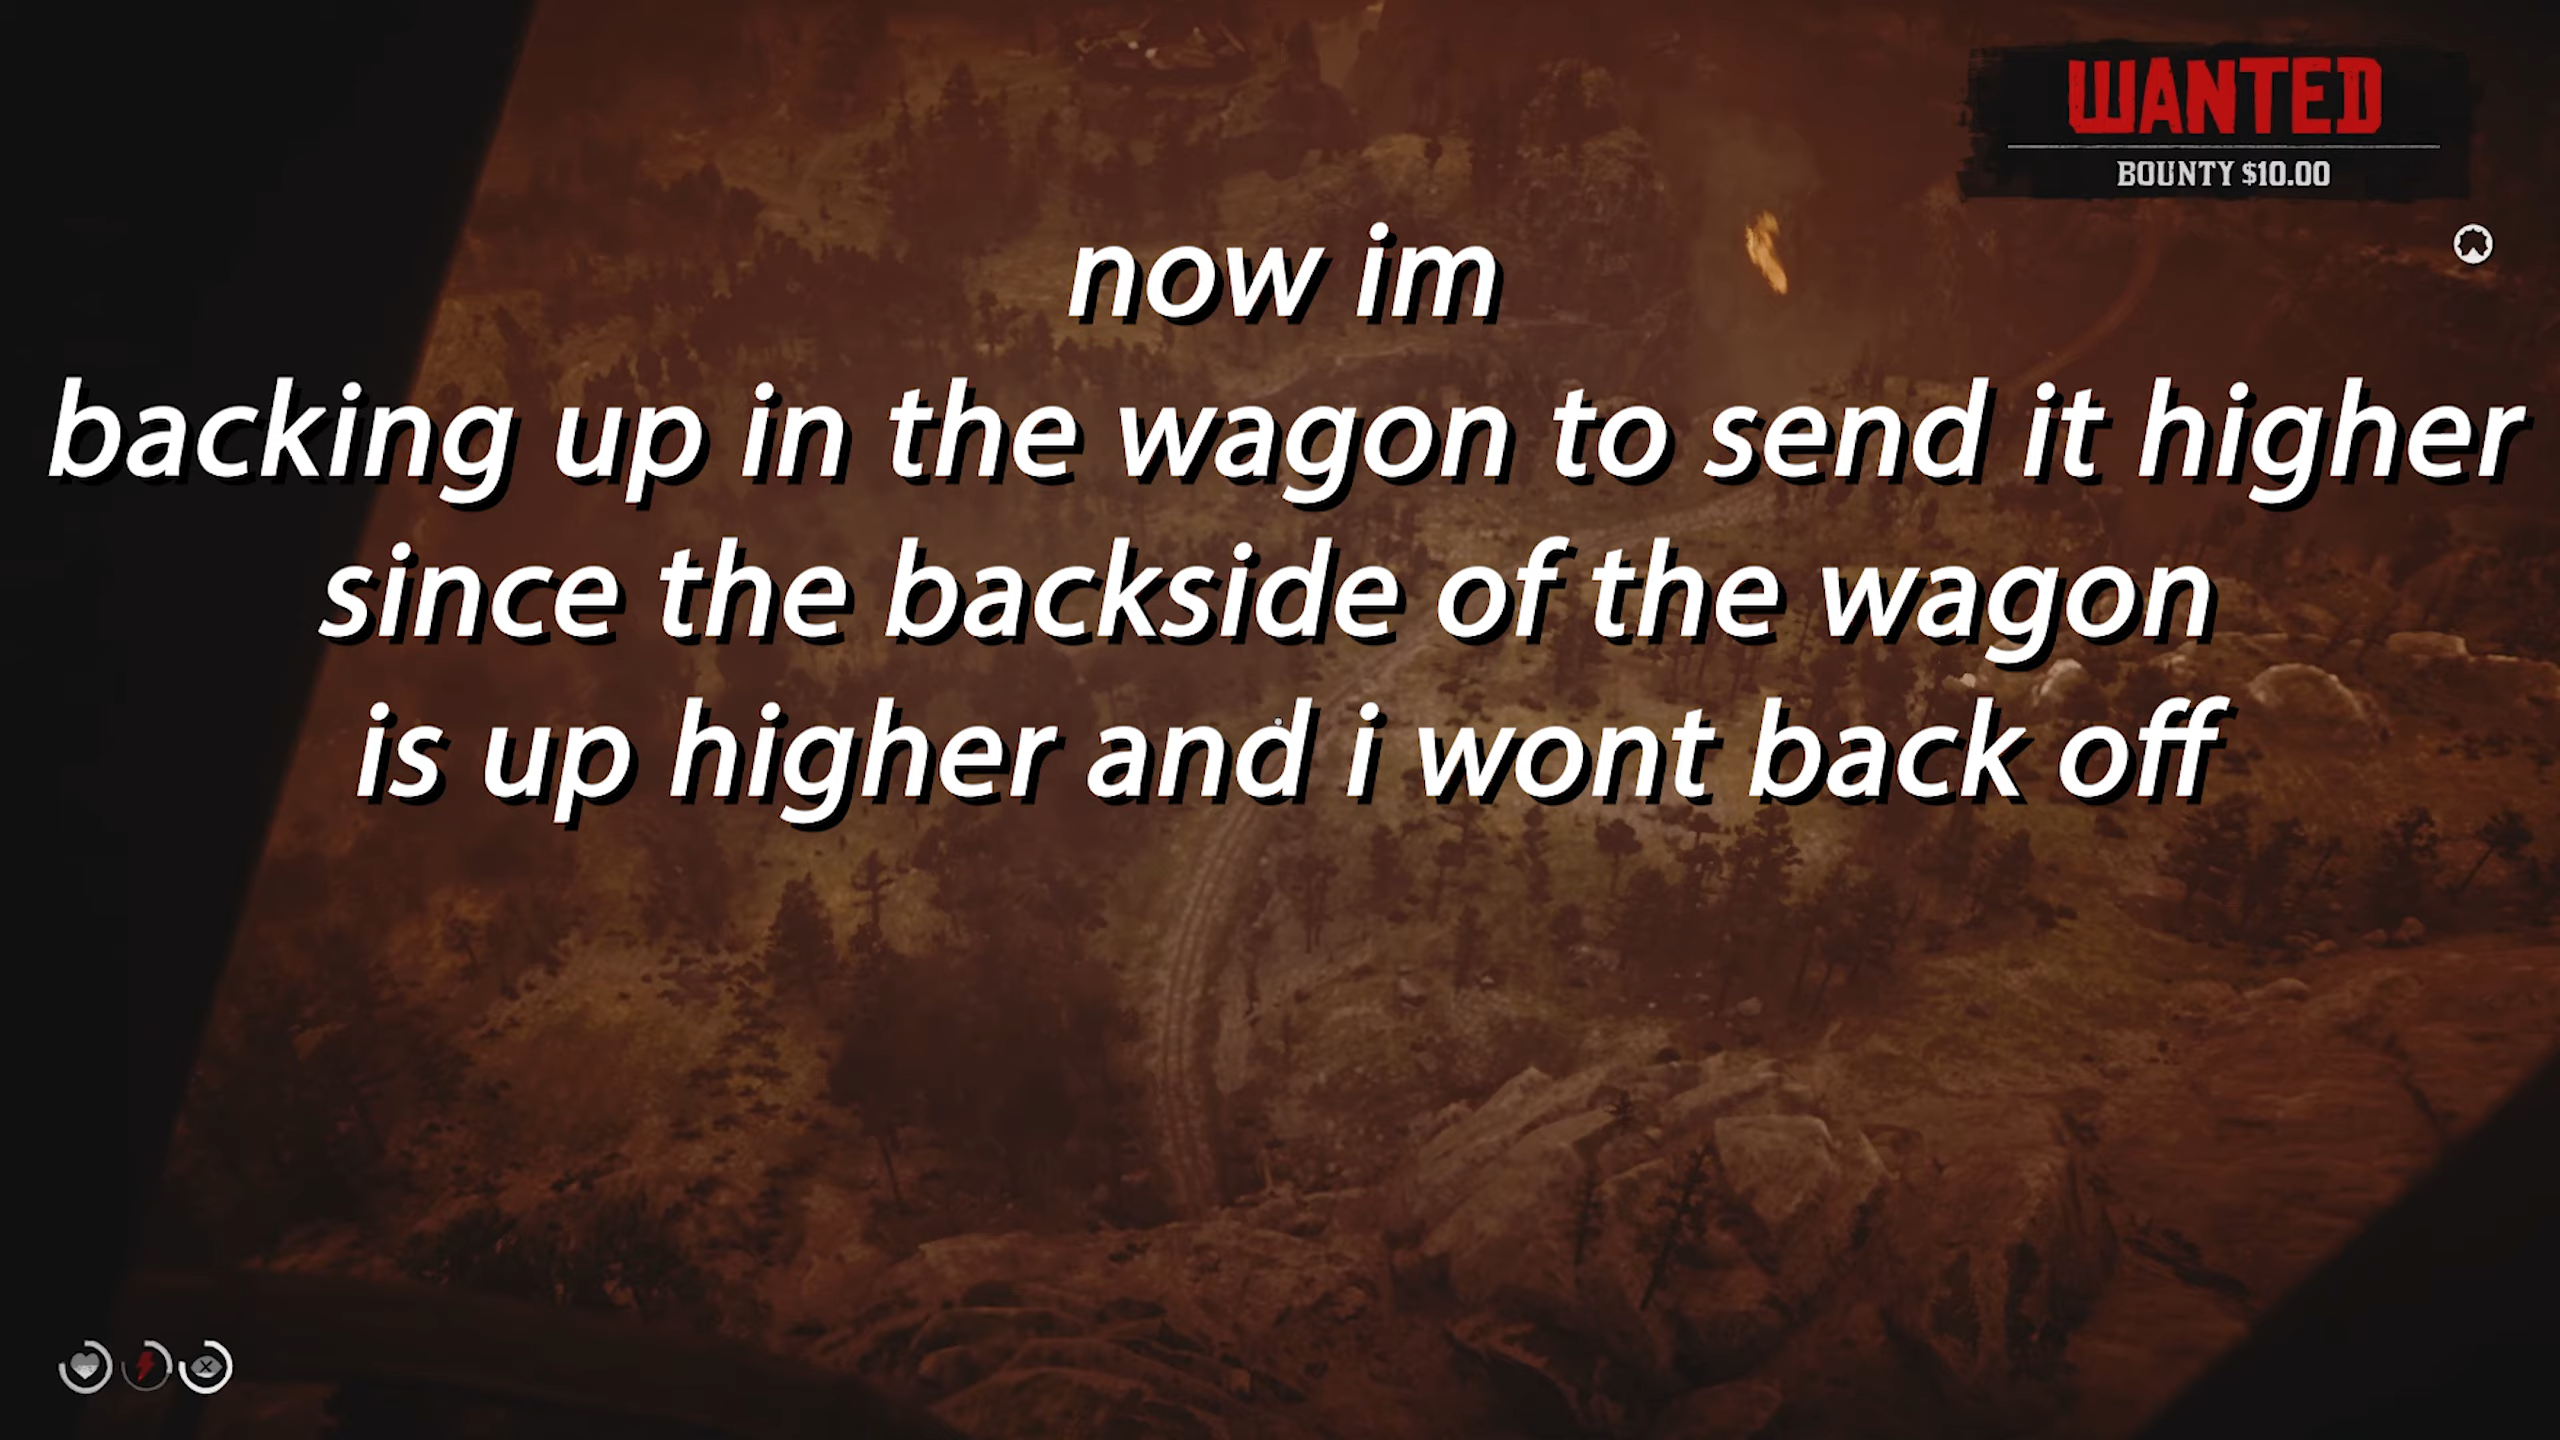 WANTED
BOUNTY $10.00
now im
backing up in the wagon to send it higher
since the backside of the wagon
is up higher and i wont back off